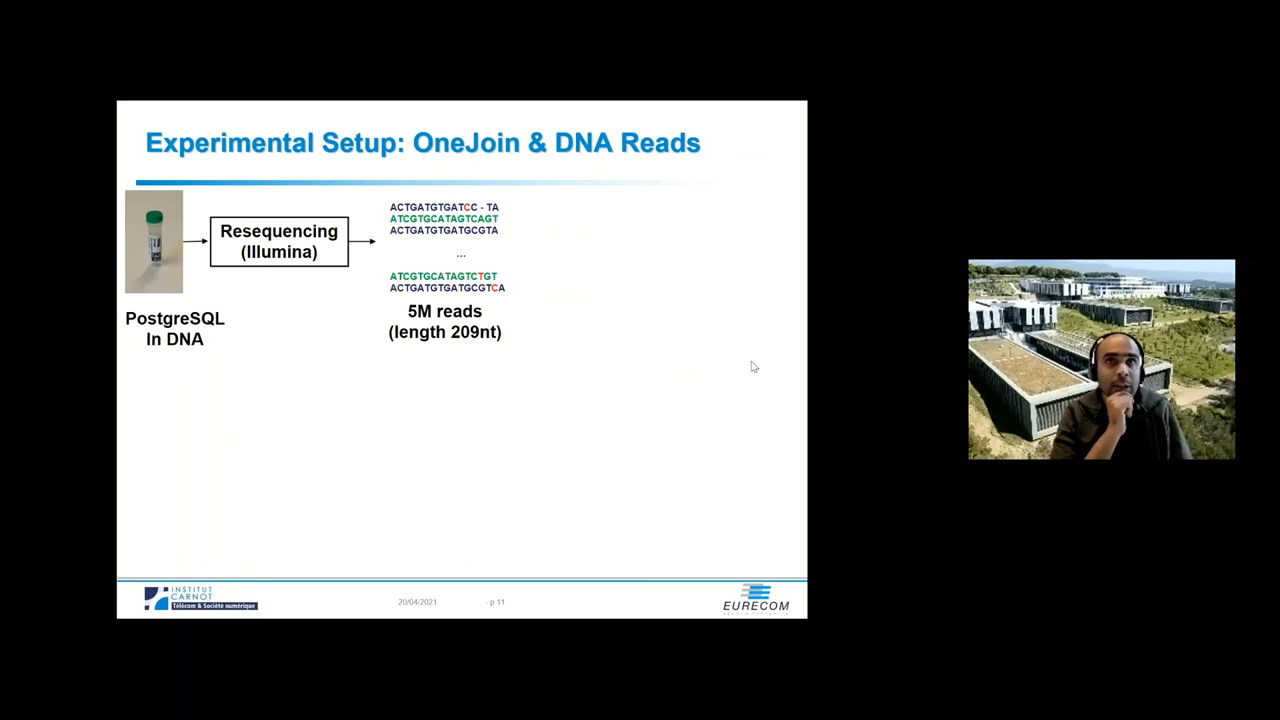 Experimental Setup: OneJoin & DNA Reads
Resequencing
(Illumina)
PostgreSQL
In DNA
ACTGATGTGATCC - TA
ATCGTGCATAGTCAGT
ACTGATGTGATGCGTA
...
ATCGTGCATAGTCTGT
ACTGATGTGATGCGTCA
5M reads
(length 209nt)
INSTITUT
CARNOT
Télécom & Société numérique
20/04/2021
- p 11
EURECOM